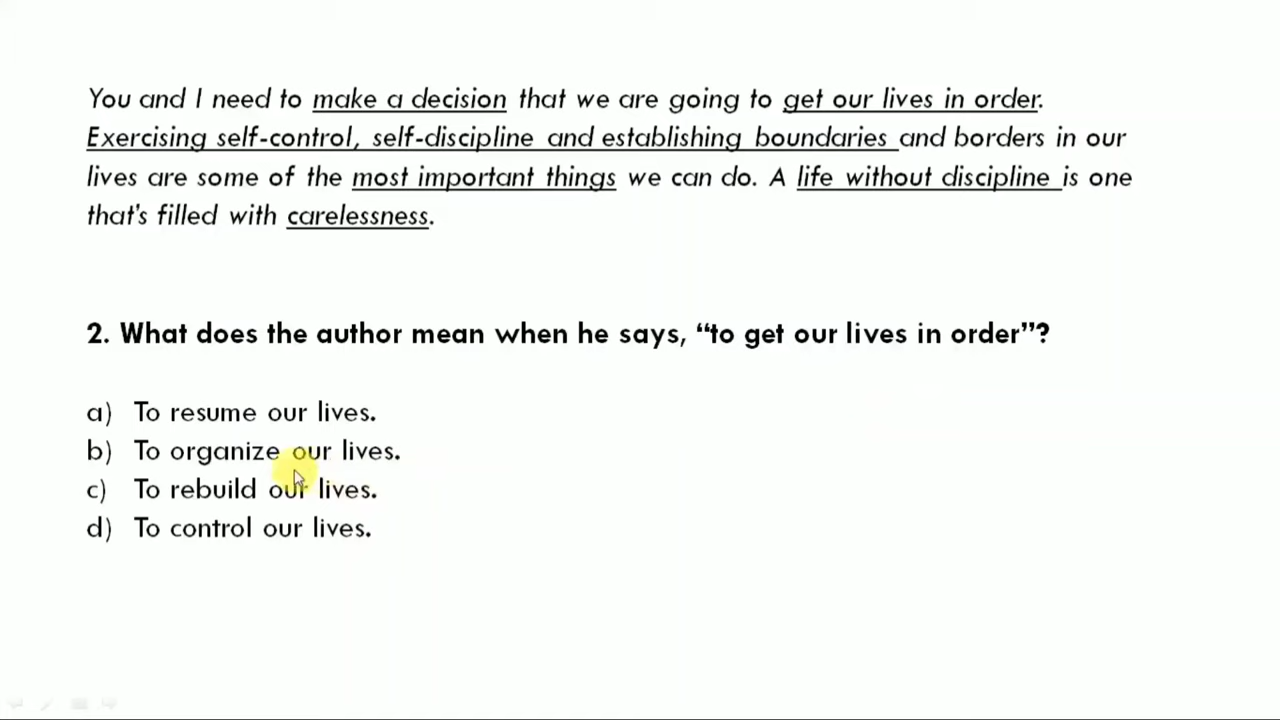 You and I need to make a decision that we are going to get our lives in order.
Exercising self-control, self-discipline and establishing boundaries and borders in our
lives are some of the most important things we can do. A life without discipline is one
that's filled with carelessness.
2. What does the author mean when he says, “to get our lives in order”?
a) To resume our lives.
b) To organize our lives.
c) To rebuild our lives.
d) To control our lives.